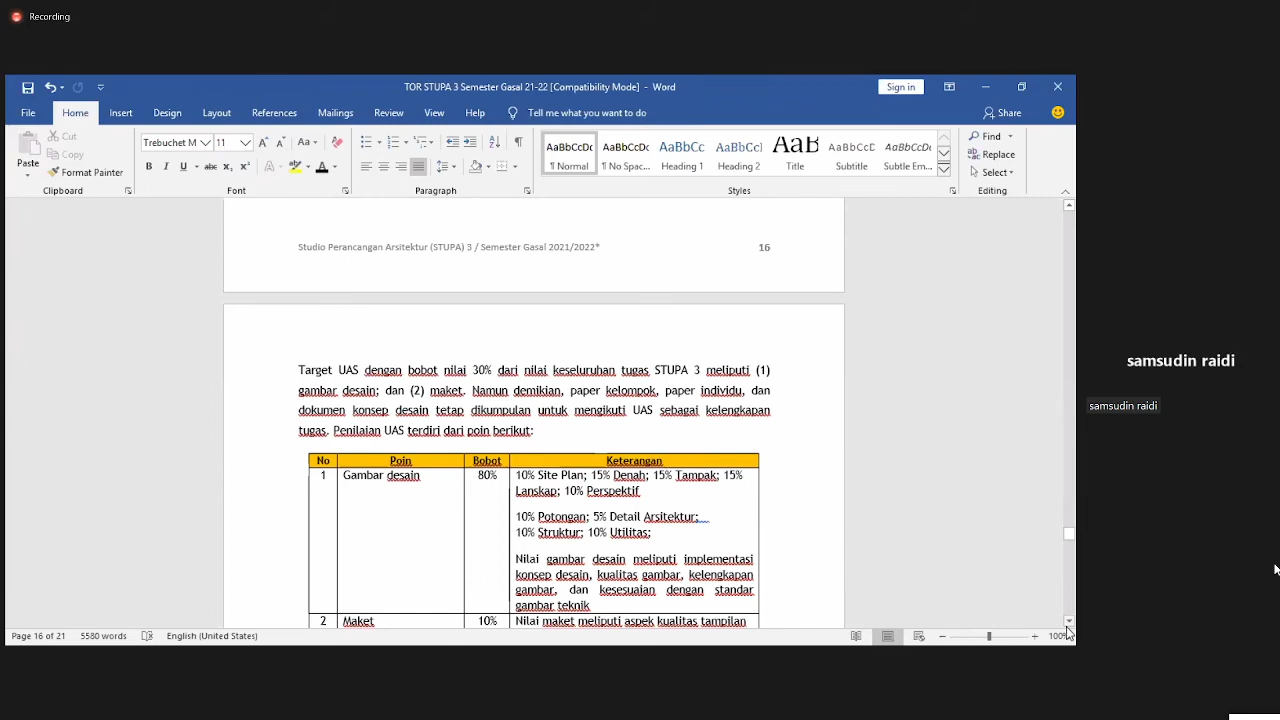 Recording
TOR STUPA 3 Semester Gasal 21-22 [Compatibility Mode] - Word
Sign in
File Home Insert Design Layout References Mailings Review View Help Tell me what you want to do
Share
Cut
Copy
Paste
Format Painter
Clipboard
Trebuchet M 11
Font
Paragraph
AaBbCcDc AaBbCcDc AaBbCc AaBbCcI AaB AaBbCcD AaBbCcDc
¶ Normal ¶ No Spac... Heading 1 Heading 2 Title Subtitle Subtle Em...
Styles
Find
Replace
Select
Editing
Studio Perancangan Arsitektur (STUPA) 3 / Semester Gasal 2021/2022* 16
Target UAS dengan bobot nilai 30% dari nilai keseluruhan tugas STUPA 3 meliputi (1)
gambar desain; dan (2) maket. Namun demikian, paper kelompok, paper individu, dan
dokumen konsep desain tetap dikumpulan untuk mengikuti UAS sebagai kelengkapan
tugas. Penilaian UAS terdiri dari poin berikut:
No Poin Bobot Keterangan
1 Gambar desain 80% 10% Site Plan; 15% Denah; 15% Tampak; 15%
Lanskap; 10% Perspektif
10% Potongan; 5% Detail Arsitektur;
10% Struktur; 10% Utilitas;
Nilai gambar desain meliputi implementasi
konsep desain, kualitas gambar, kelengkapan
gambar, dan kesesuaian dengan standar
gambar teknik
2 Maket 10% Nilai maket meliputi aspek kualitas tampilan
Page 16 of 21 5580 words English (United States) 100%
samsudin raidi
samsudin raidi